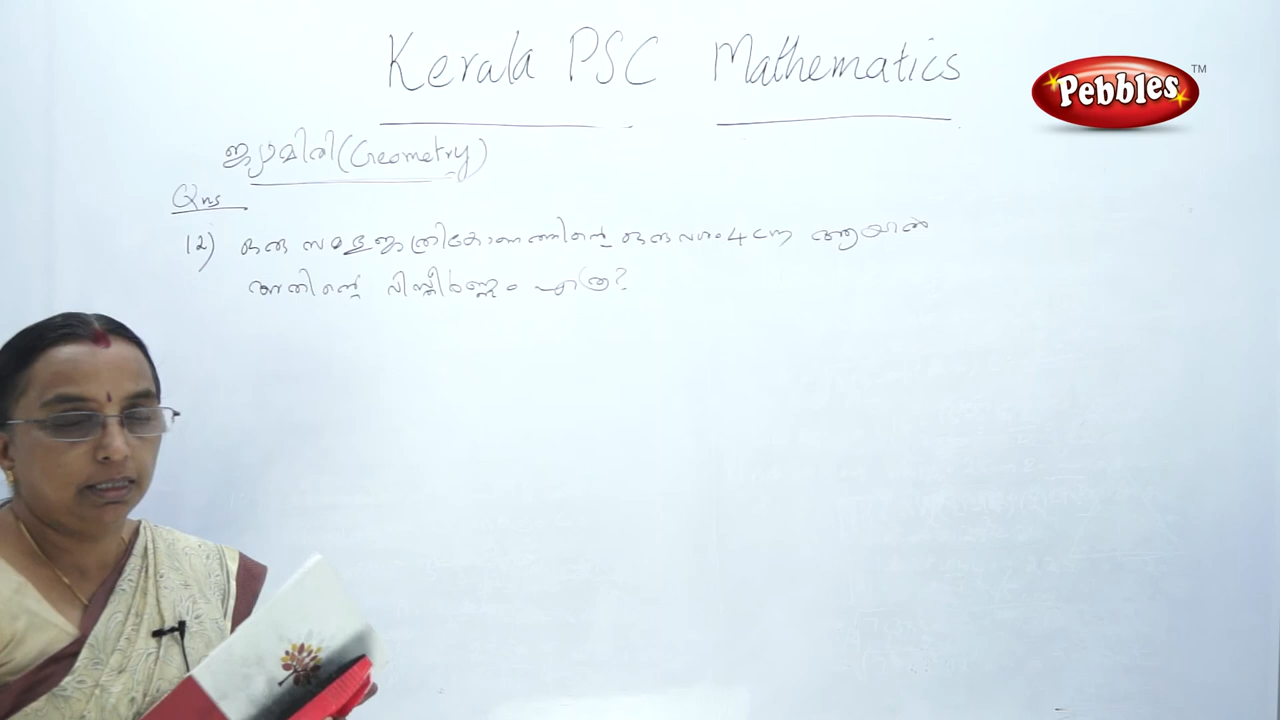 Kerala PSC Mathematics
Pebbles TM
ജ്യാമിതി (Geometry)
Qns
12) ഒരു സമഭുജത്രികോണത്തിന്റെ ഒരു വശം 4 cm ആയാൽ
അതിന്റെ വിസ്തീർണ്ണം എത്ര?